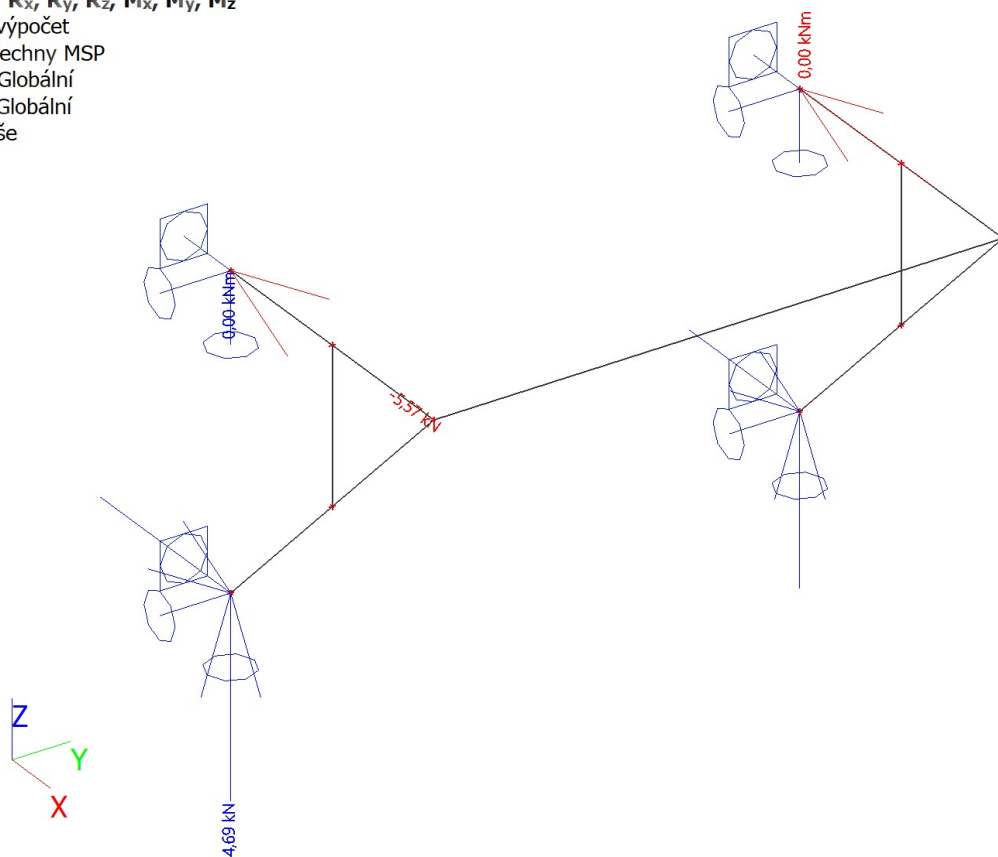 Rx, Ry, Rz, Mx, My, Mz
výpočet
echny MSP
Globální
Globální
še
0,00 kNm
0,00 kNm
-5,57 kN
4,69 kN
Z
Y
X